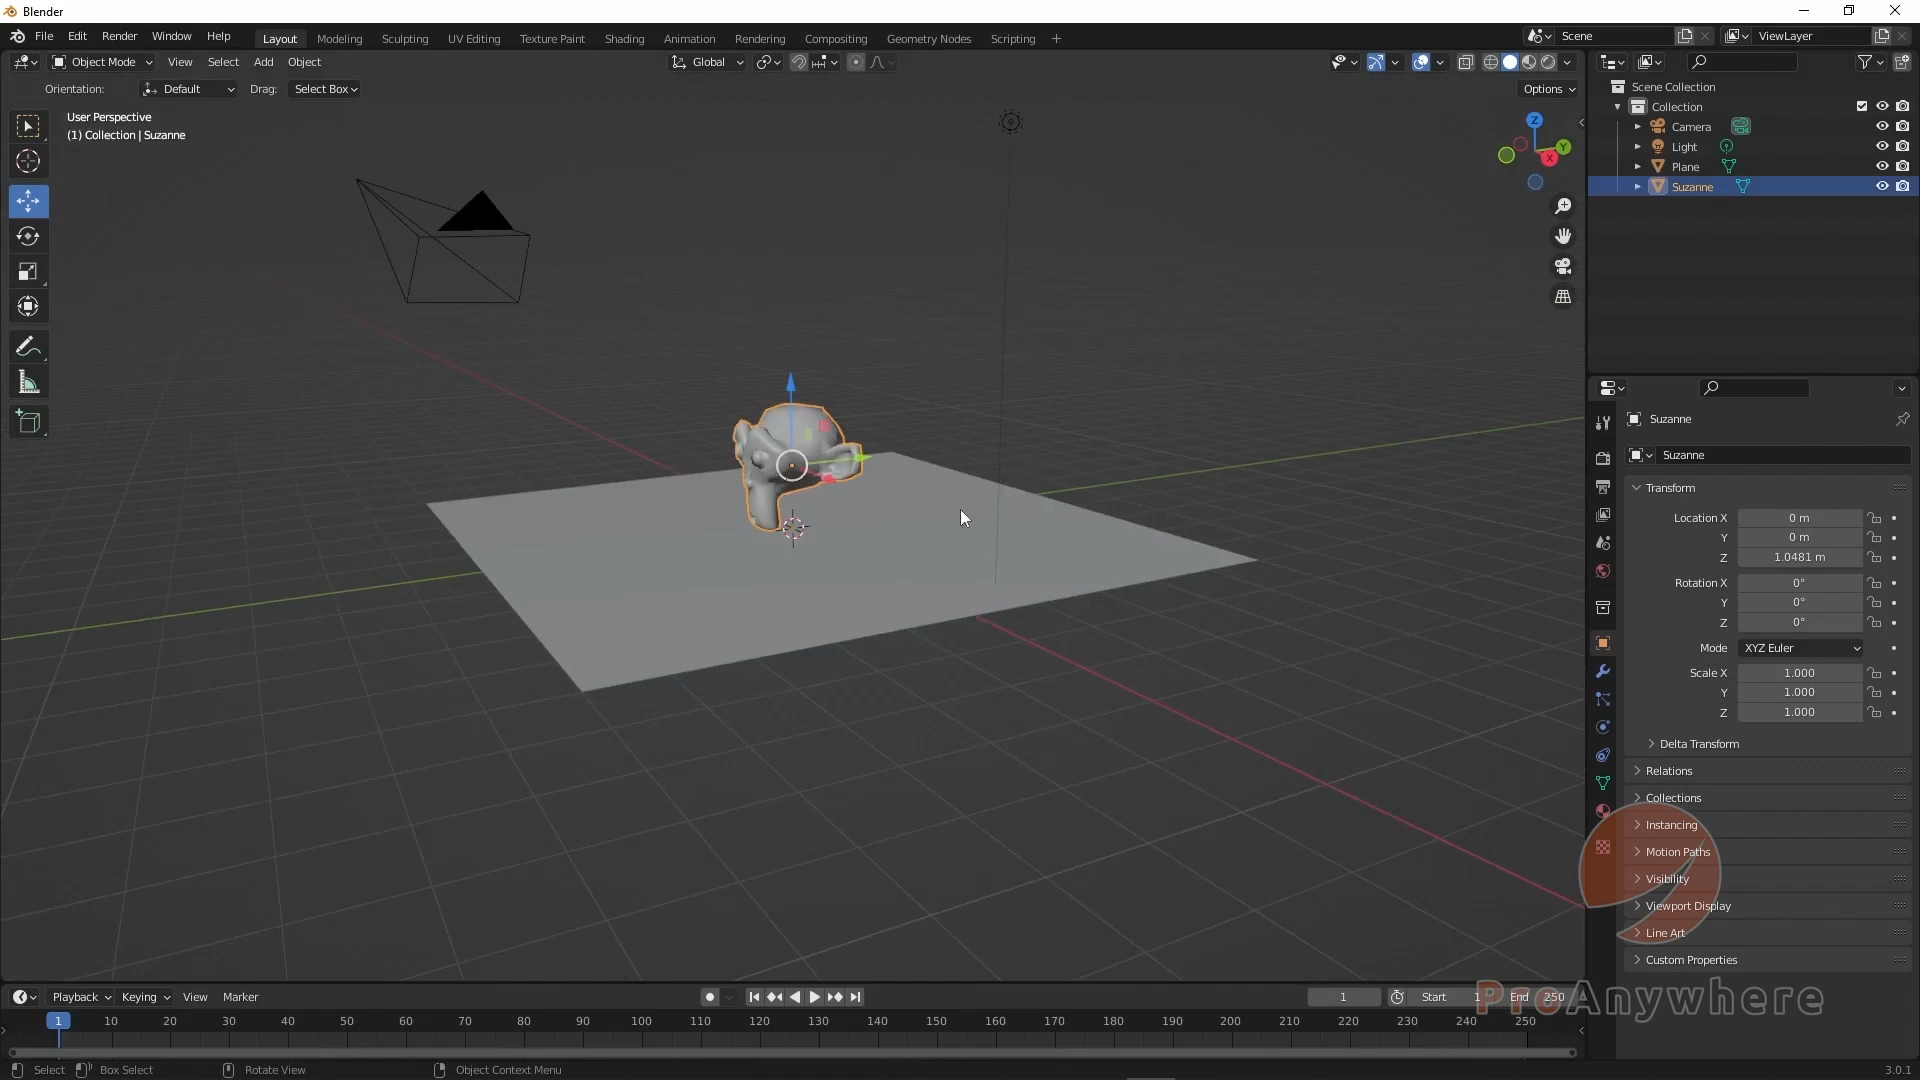 Blender
File Edit Render Window Help Layout Modeling Sculpting UV Editing Texture Paint Shading Animation Rendering Compositing Geometry Nodes Scripting + Scene ViewLayer
Object Mode View Select Add Object Global
Orientation: Default Drag: Select Box Options
User Perspective
(1) Collection | Suzanne
Z
Y
X
Scene Collection
Collection
Camera
Light
Plane
Suzanne
Suzanne
Suzanne
Transform
Location X 0 m
Y 0 m
Z 1.0481 m
Rotation X 0°
Y 0°
Z 0°
Mode XYZ Euler
Scale X 1.000
Y 1.000
Z 1.000
Delta Transform
Relations
Collections
Instancing
Motion Paths
Visibility
Viewport Display
Line Art
Custom Properties
Playback Keying View Marker 1 Start 1 End 250
ProAnywhere
1 10 20 30 40 50 60 70 80 90 100 110 120 130 140 150 160 170 180 190 200 210 220 230 240 250
Select Box Select Rotate View Object Context Menu 3.0.1